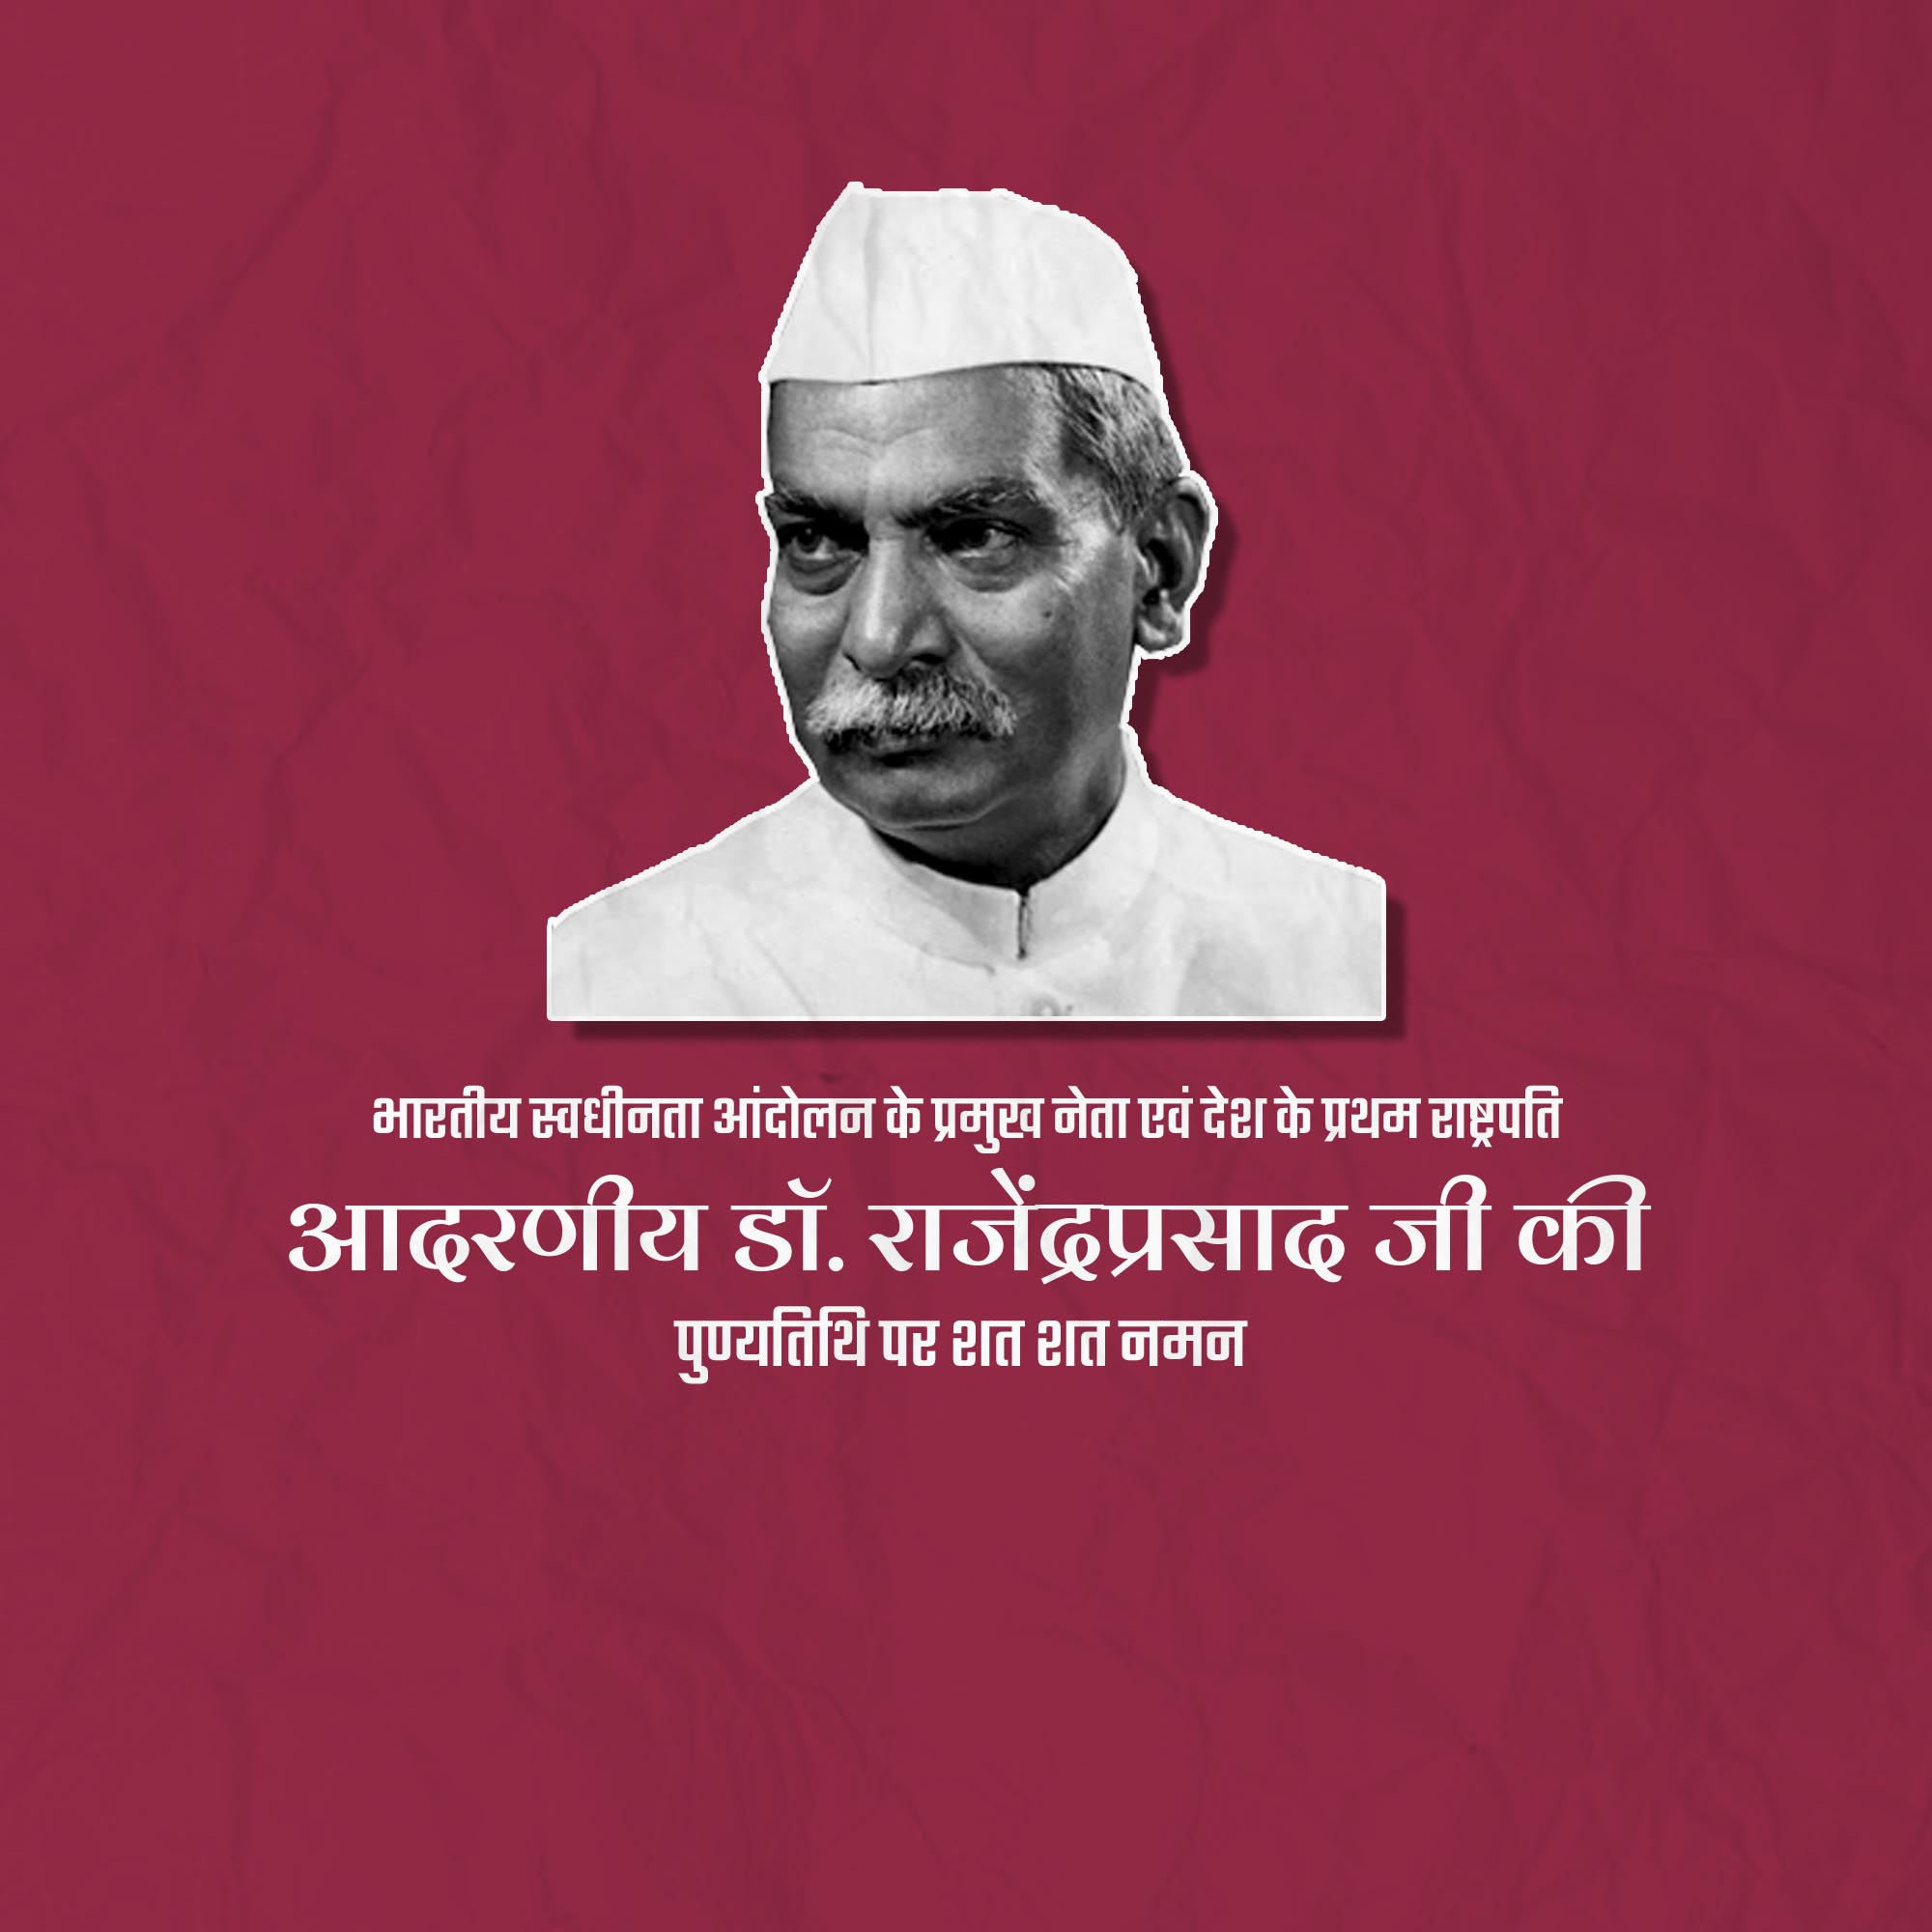 भारतीय स्वधीनता आंदोलन के प्रमुख नेता एवं देश के प्रथम राष्ट्रपति
आदरणीय डॉ. राजेंद्रप्रसाद जी की
पुण्यतिथि पर शत शत नमन